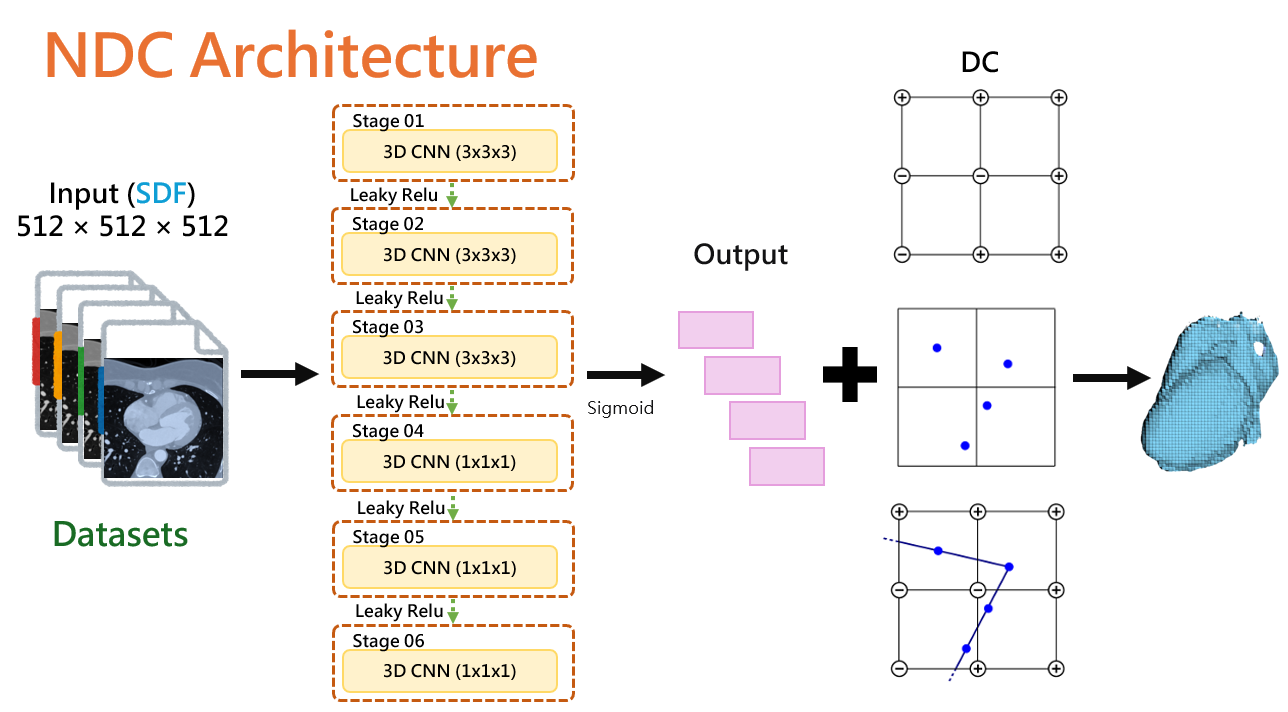 NDC Architecture
Input (SDF)
512 × 512 × 512
Datasets
Stage 01
3D CNN (3x3x3)
Leaky Relu
Stage 02
3D CNN (3x3x3)
Leaky Relu
Stage 03
3D CNN (3x3x3)
Leaky Relu
Stage 04
3D CNN (1x1x1)
Leaky Relu
Stage 05
3D CNN (1x1x1)
Leaky Relu
Stage 06
3D CNN (1x1x1)
Sigmoid
Output
DC